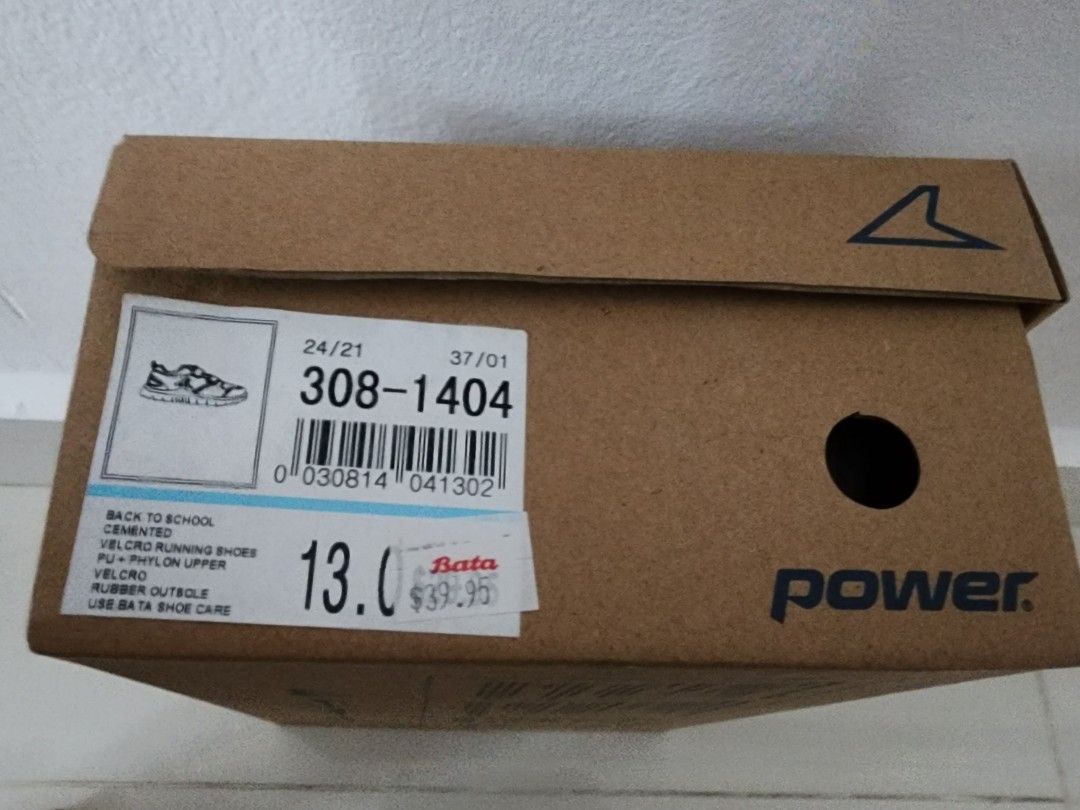 24/21 37/01
308-1404
0 030814 041302
BACK TO SCHOOL
CEMENTED
VELCRO RUNNING SHOES
PU + PHYLON UPPER
VELCRO
RUBBER OUTSOLE
USE BATA SHOE CARE
13.0
Bata
$39.95
power.